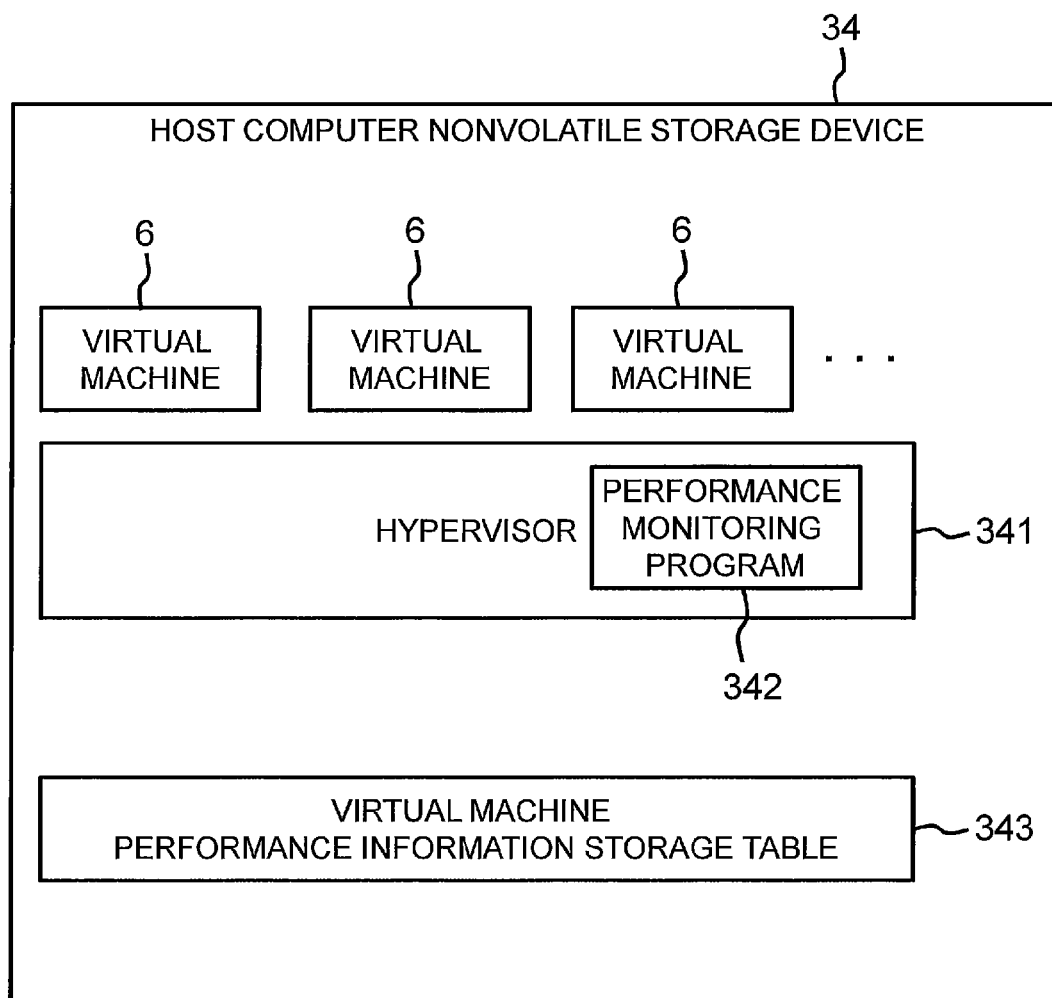 34
HOST COMPUTER NONVOLATILE STORAGE DEVICE
6
6
6
VIRTUAL
MACHINE
VIRTUAL
MACHINE
VIRTUAL
MACHINE
. . .
HYPERVISOR
PERFORMANCE
MONITORING
PROGRAM
341
342
VIRTUAL MACHINE
PERFORMANCE INFORMATION STORAGE TABLE
343